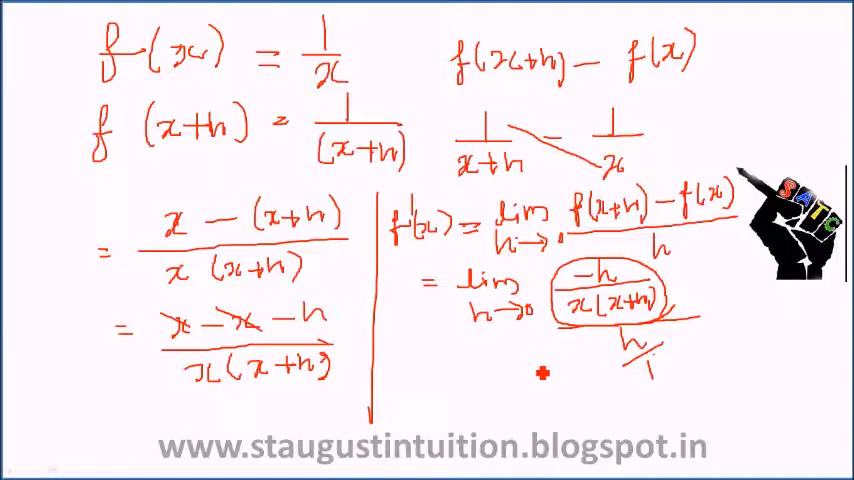 f(x) = 1/x
f(x+h) - f(x)
f(x+h) = 1/(x+h)
1/(x+h) - 1/x
= (x - (x+h))/(x(x+h))
= (x - x - h)/(x(x+h))
f'(x) = lim h→0 (f(x+h) - f(x))/h
= lim h→0 (-h/(x(x+h)))/(h/1)
SATC
www.staugustintuition.blogspot.in